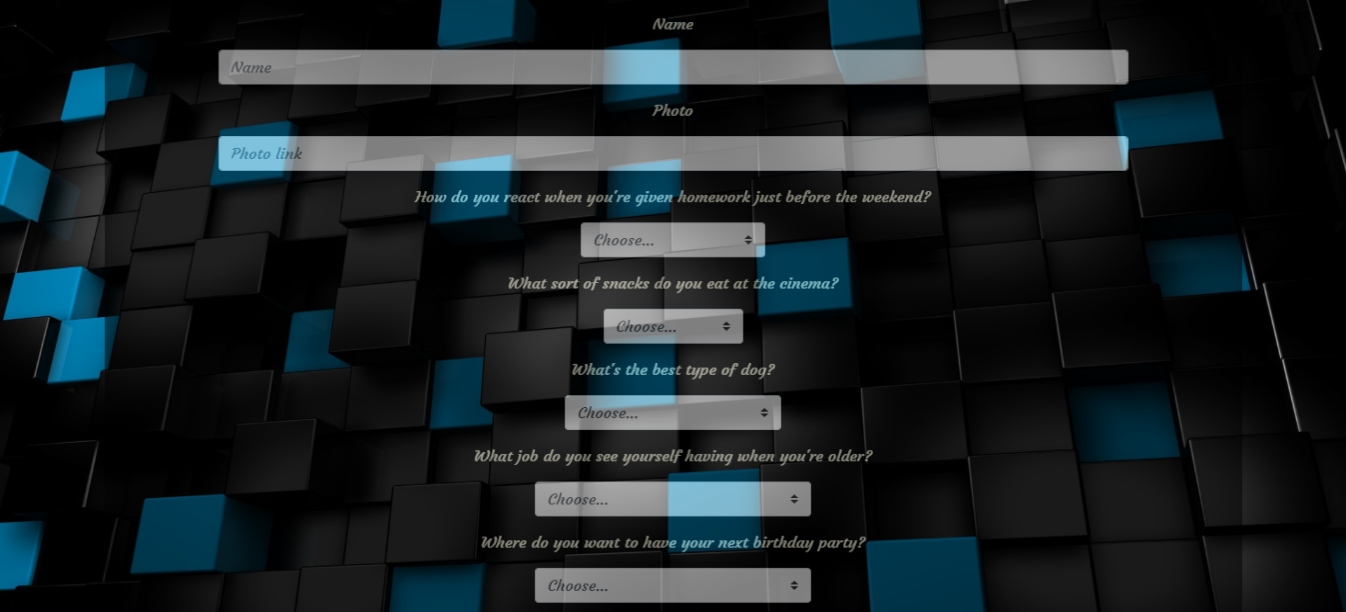 Name
Name
Photo
Photo link
How do you react when you're given homework just before the weekend?
Choose...
What sort of snacks do you eat at the cinema?
Choose...
What's the best type of dog?
Choose...
What job do you see yourself having when you're older?
Choose...
Where do you want to have your next birthday party?
Choose...